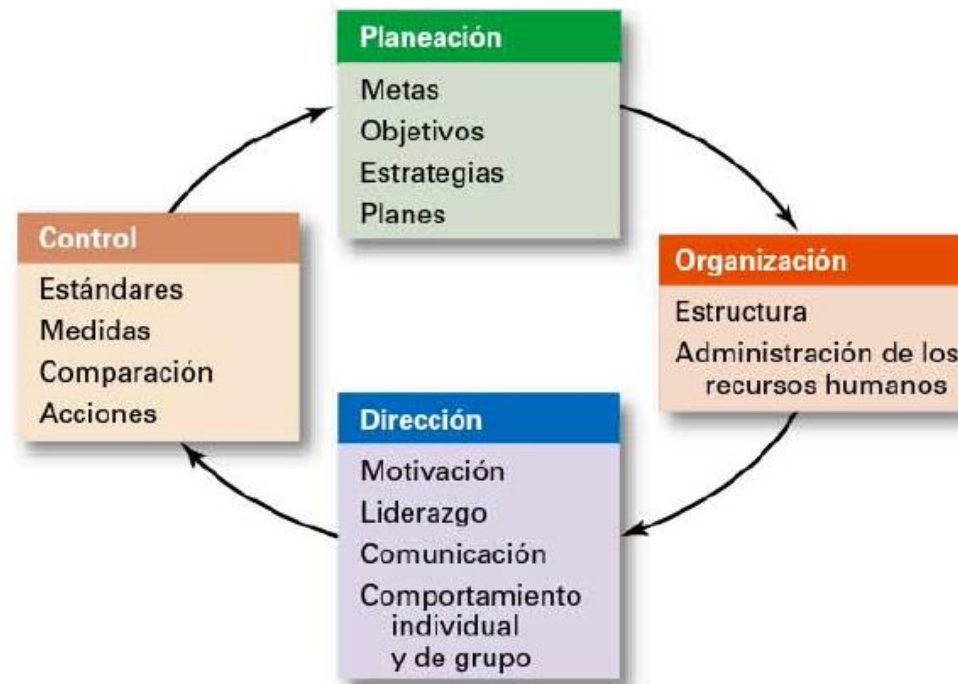 Planeación
Metas
Objetivos
Estrategias
Planes
Organización
Estructura
Administración de los
recursos humanos
Dirección
Motivación
Liderazgo
Comunicación
Comportamiento
individual
y de grupo
Control
Estándares
Medidas
Comparación
Acciones